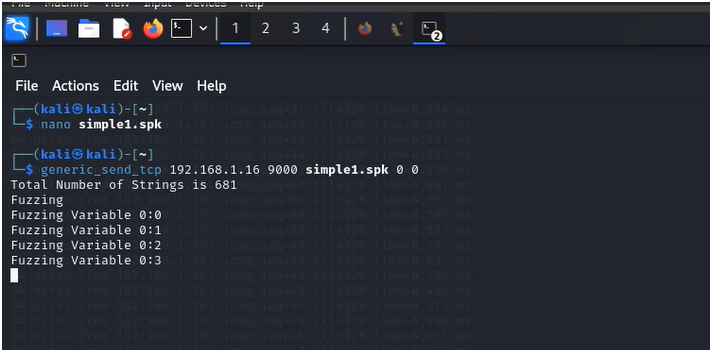 Machine View Input Devices Help
1 2 3 4 2
File Actions Edit View Help
┌──(kali㉿kali)-[~]
└─$ nano simple1.spk
┌──(kali㉿kali)-[~]
└─$ generic_send_tcp 192.168.1.16 9000 simple1.spk 0 0
Total Number of Strings is 681
Fuzzing
Fuzzing Variable 0:0
Fuzzing Variable 0:1
Fuzzing Variable 0:2
Fuzzing Variable 0:3